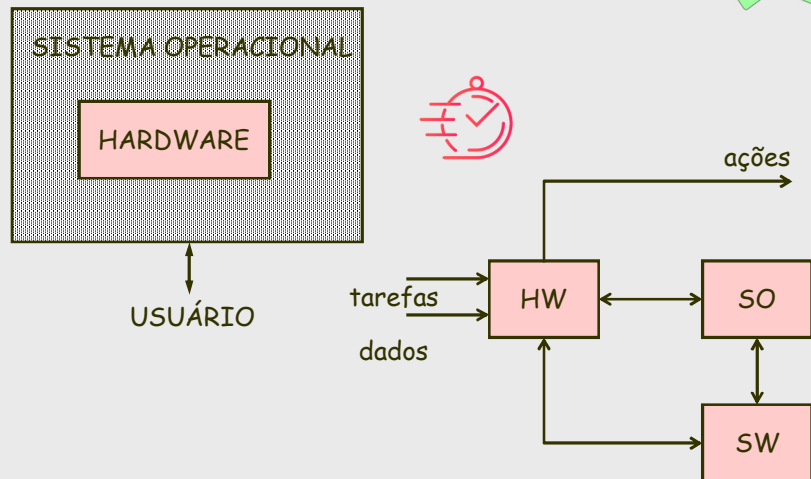 SISTEMA OPERACIONAL
HARDWARE
USUÁRIO
ações
tarefas
dados
HW
SO
SW